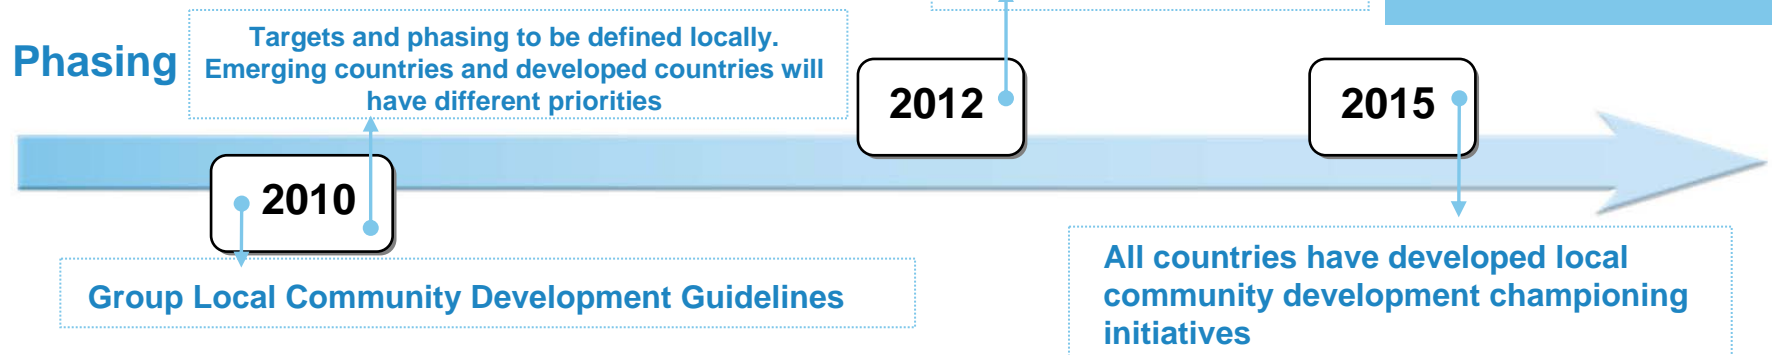 Phasing
Targets and phasing to be defined locally.
Emerging countries and developed countries will
have different priorities
2012
2015
2010
Group Local Community Development Guidelines
All countries have developed local
community development championing
initiatives